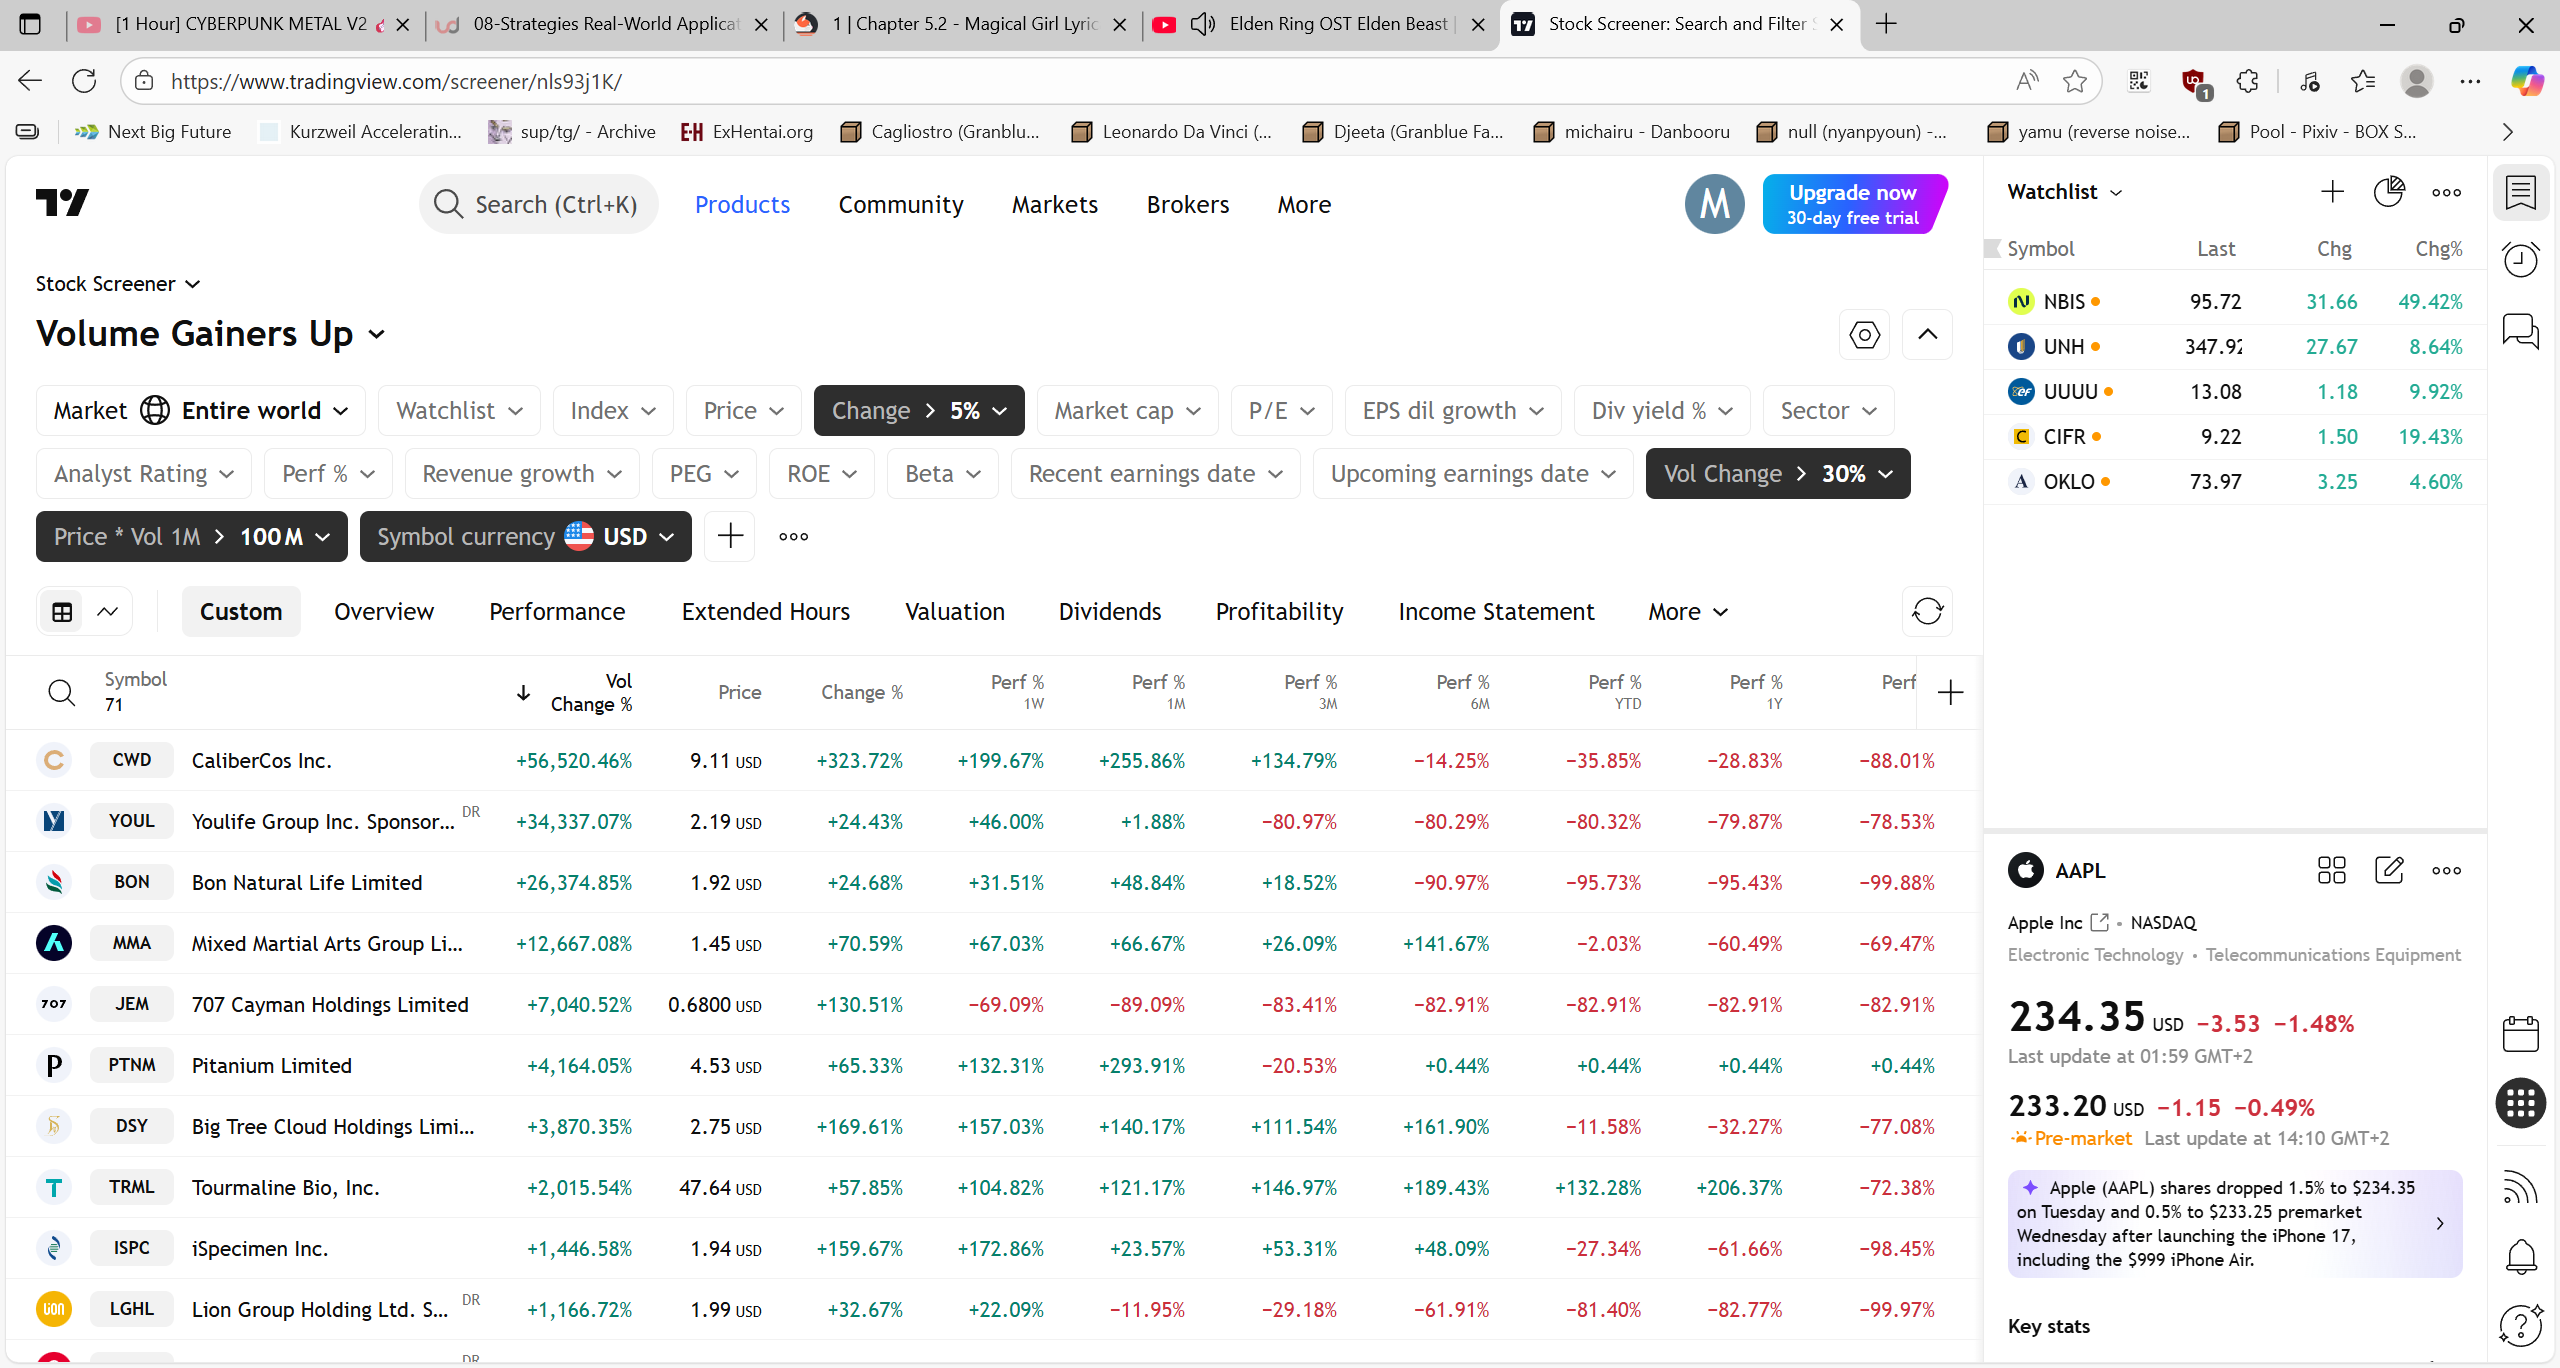 [1 Hour] CYBERPUNK METAL V2
08-Strategies Real-World Applicat
1 | Chapter 5.2 - Magical Girl Lyric
Elden Ring OST Elden Beast |
Stock Screener: Search and Filter S
https://www.tradingview.com/screener/nls93j1K/
1
Next Big Future
Kurzweil Acceleratin...
sup/tg/ - Archive
E-H ExHentai.org
Cagliostro (Granblu...
Leonardo Da Vinci (...
Djeeta (Granblue Fa...
michairu - Danbooru
null (nyanpyoun) -...
yamu (reverse noise...
Pool - Pixiv - BOX S...
Search (Ctrl+K)
Products
Community
Markets
Brokers
More
M
Upgrade now
30-day free trial
Stock Screener
Volume Gainers Up
Market Entire world
Watchlist
Index
Price
Change > 5%
Market cap
P/E
EPS dil growth
Div yield %
Sector
Analyst Rating
Perf %
Revenue growth
PEG
ROE
Beta
Recent earnings date
Upcoming earnings date
Vol Change > 30%
Price * Vol 1M > 100 M
Symbol currency USD
Custom
Overview
Performance
Extended Hours
Valuation
Dividends
Profitability
Income Statement
More
Symbol
71
Vol
Change %
Price
Change %
Perf %
1W
Perf %
1M
Perf %
3M
Perf %
6M
Perf %
YTD
Perf %
1Y
Perf
CWD CaliberCos Inc. +56,520.46% 9.11 USD +323.72% +199.67% +255.86% +134.79% −14.25% −35.85% −28.83% −88.01%
YOUL Youlife Group Inc. Sponsor... DR +34,337.07% 2.19 USD +24.43% +46.00% +1.88% −80.97% −80.29% −80.32% −79.87% −78.53%
BON Bon Natural Life Limited +26,374.85% 1.92 USD +24.68% +31.51% +48.84% +18.52% −90.97% −95.73% −95.43% −99.88%
MMA Mixed Martial Arts Group Li... +12,667.08% 1.45 USD +70.59% +67.03% +66.67% +26.09% +141.67% −2.03% −60.49% −69.47%
707 JEM 707 Cayman Holdings Limited +7,040.52% 0.6800 USD +130.51% −69.09% −89.09% −83.41% −82.91% −82.91% −82.91% −82.91%
P PTNM Pitanium Limited +4,164.05% 4.53 USD +65.33% +132.31% +293.91% −20.53% +0.44% +0.44% +0.44% +0.44%
DSY Big Tree Cloud Holdings Limi... +3,870.35% 2.75 USD +169.61% +157.03% +140.17% +111.54% +161.90% −11.58% −32.27% −77.08%
T TRML Tourmaline Bio, Inc. +2,015.54% 47.64 USD +57.85% +104.82% +121.17% +146.97% +189.43% +132.28% +206.37% −72.38%
ISPC iSpecimen Inc. +1,446.58% 1.94 USD +159.67% +172.86% +23.57% +53.31% +48.09% −27.34% −61.66% −98.45%
LION LGHL Lion Group Holding Ltd. S... DR +1,166.72% 1.99 USD +32.67% +22.09% −11.95% −29.18% −61.91% −81.40% −82.77% −99.97%
DR
Watchlist
Symbol Last Chg Chg%
NBIS 95.72 31.66 49.42%
UNH 347.92 27.67 8.64%
UUUU 13.08 1.18 9.92%
C CIFR 9.22 1.50 19.43%
A OKLO 73.97 3.25 4.60%
AAPL
Apple Inc • NASDAQ
Electronic Technology • Telecommunications Equipment
234.35 USD −3.53 −1.48%
Last update at 01:59 GMT+2
233.20 USD −1.15 −0.49%
Pre-market Last update at 14:10 GMT+2
Apple (AAPL) shares dropped 1.5% to $234.35
on Tuesday and 0.5% to $233.25 premarket
Wednesday after launching the iPhone 17,
including the $999 iPhone Air.
Key stats